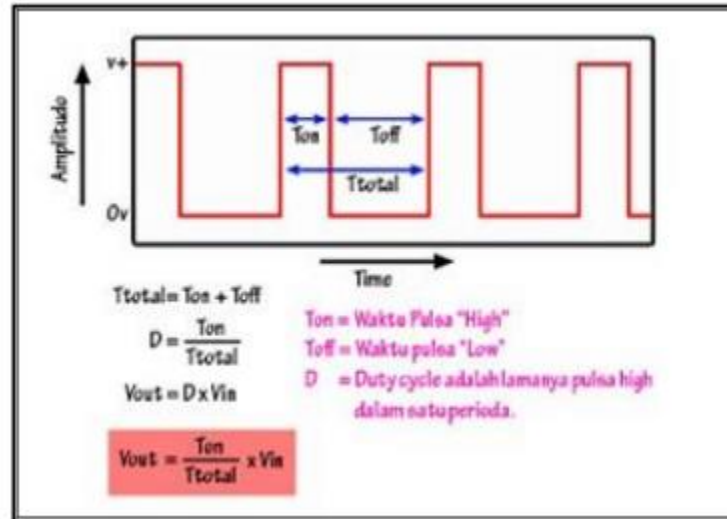 v+
Amplitudo
Ton
Toff
Ttotal
0v
Time
Ttotal = Ton + Toff
D = Ton
Ttotal
Vout = D x Vin
Vout = Ton x Vin
Ttotal
Ton = Waktu Pulsa "High"
Toff = Waktu pulsa "Low"
D = Duty cycle adalah lamanya pulsa high
dalam satu perioda.